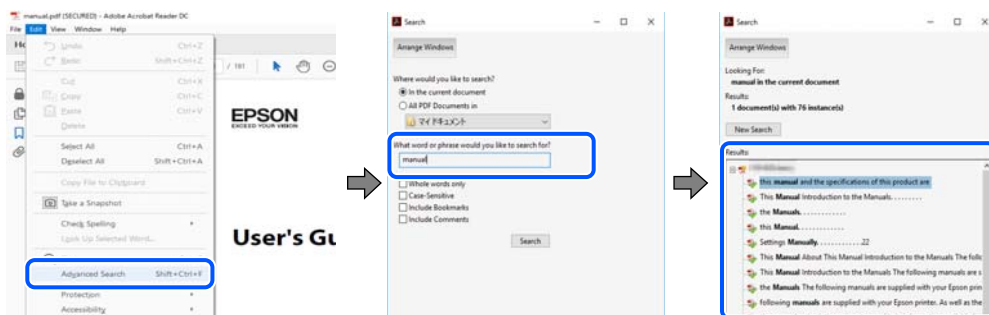 manual.pdf (SECURED) - Adobe Acrobat Reader DC
File Edit View Window Help
Undo Ctrl+Z
Redo Shift+Ctrl+Z
Cut Ctrl+X
Copy Ctrl+C
Paste Ctrl+V
Delete
Select All Ctrl+A
Deselect All Shift+Ctrl+A
Copy File to Clipboard
Take a Snapshot
Check Spelling
Look Up Selected Word...
Advanced Search Shift+Ctrl+F
Protection
Accessibility
/ 181
EPSON
EXCEED YOUR VISION
User's Gu
Search
Arrange Windows
Where would you like to search?
In the current document
All PDF Documents in
マイ ドキュメント
What word or phrase would you like to search for?
manual
Whole words only
Case-Sensitive
Include Bookmarks
Include Comments
Search
Search
Arrange Windows
Looking For:
manual in the current document
Results:
1 document(s) with 76 instance(s)
New Search
Results:
this manual and the specifications of this product are
This Manual Introduction to the Manuals. . . . . . . .
the Manuals. . . . . . . . . . . .
this Manual. . . . . . . . . . . .
Settings Manually. . . . . . . . . . . .22
This Manual About This Manual Introduction to the Manuals The follo
This Manual Introduction to the Manuals The following manuals are s
the Manuals The following manuals are supplied with your Epson prin
following manuals are supplied with your Epson printer. As well as the